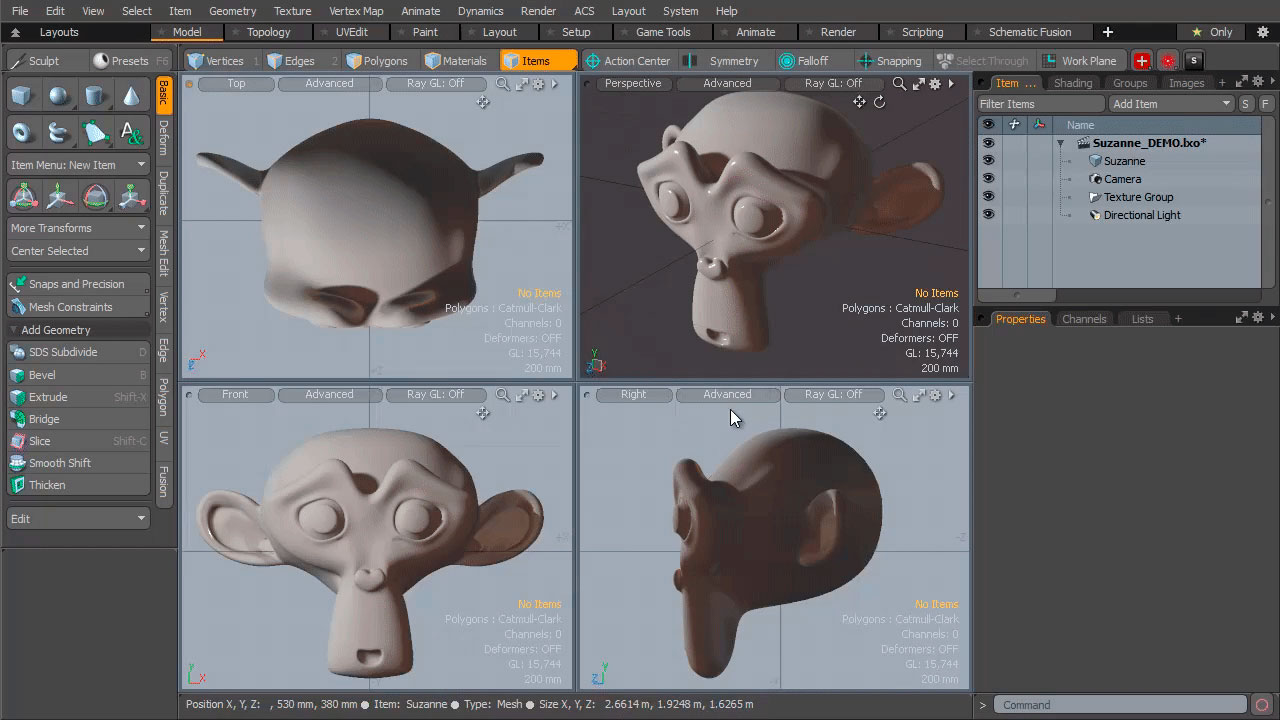 File Edit View Select Item Geometry Texture Vertex Map Animate Dynamics Render ACS Layout System Help
Layouts Model Topology UVEdit Paint Layout Setup Game Tools Animate Render Scripting Schematic Fusion + Only
Sculpt Presets F6 Vertices 1 Edges 2 Polygons Materials Items Action Center Symmetry Falloff Snapping Select Through Work Plane S
Top Advanced Ray GL: Off
Perspective Advanced Ray GL: Off
Item ... Shading Groups Images +
Filter Items Add Item S F
Name
Suzanne_DEMO.lxo*
Suzanne
Camera
Texture Group
Directional Light
Basic
Deform
Duplicate
Mesh Edit
Vertex
Edge
Polygon
UV
Fusion
Item Menu: New Item
More Transforms
Center Selected
Snaps and Precision
Mesh Constraints
Add Geometry
SDS Subdivide D
Bevel B
Extrude Shift-X
Bridge
Slice Shift-C
Smooth Shift
Thicken
Edit
No Items
Polygons : Catmull-Clark
Channels: 0
Deformers: OFF
GL: 15,744
200 mm
No Items
Polygons : Catmull-Clark
Channels: 0
Deformers: OFF
GL: 15,744
200 mm
Properties Channels Lists +
Front Advanced Ray GL: Off
Right Advanced Ray GL: Off
No Items
Polygons : Catmull-Clark
Channels: 0
Deformers: OFF
GL: 15,744
200 mm
No Items
Polygons : Catmull-Clark
Channels: 0
Deformers: OFF
GL: 15,744
200 mm
Position X, Y, Z: , 530 mm, 380 mm Item: Suzanne Type: Mesh Size X, Y, Z: 2.6614 m, 1.9248 m, 1.6265 m
> Command